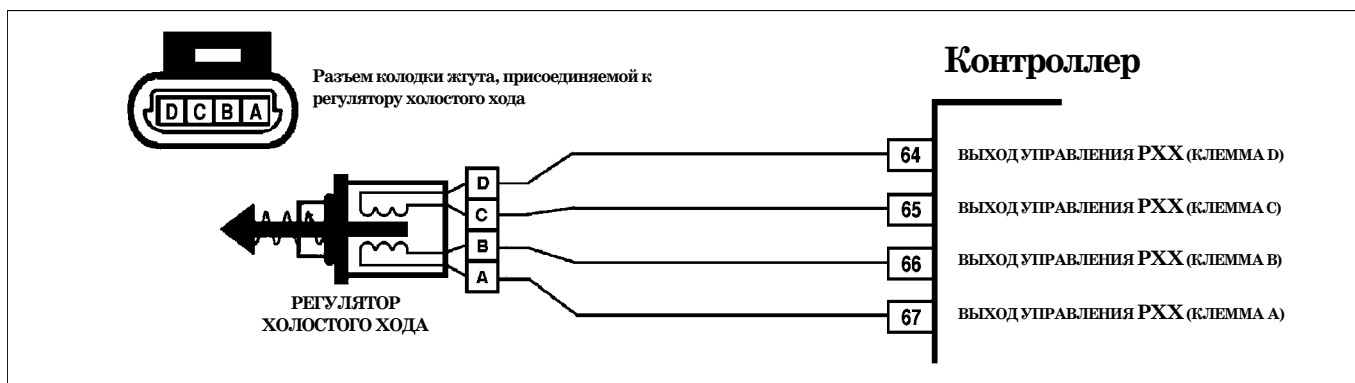 Контроллер
Разъем колодки жгута, присоединяемой к
регулятору холостого хода
D C B A
D
C
B
A
64
ВЫХОД УПРАВЛЕНИЯ РХХ (КЛЕММА D)
65
ВЫХОД УПРАВЛЕНИЯ РХХ (КЛЕММА C)
66
ВЫХОД УПРАВЛЕНИЯ РХХ (КЛЕММА B)
67
ВЫХОД УПРАВЛЕНИЯ РХХ (КЛЕММА A)
РЕГУЛЯТОР
ХОЛОСТОГО ХОДА